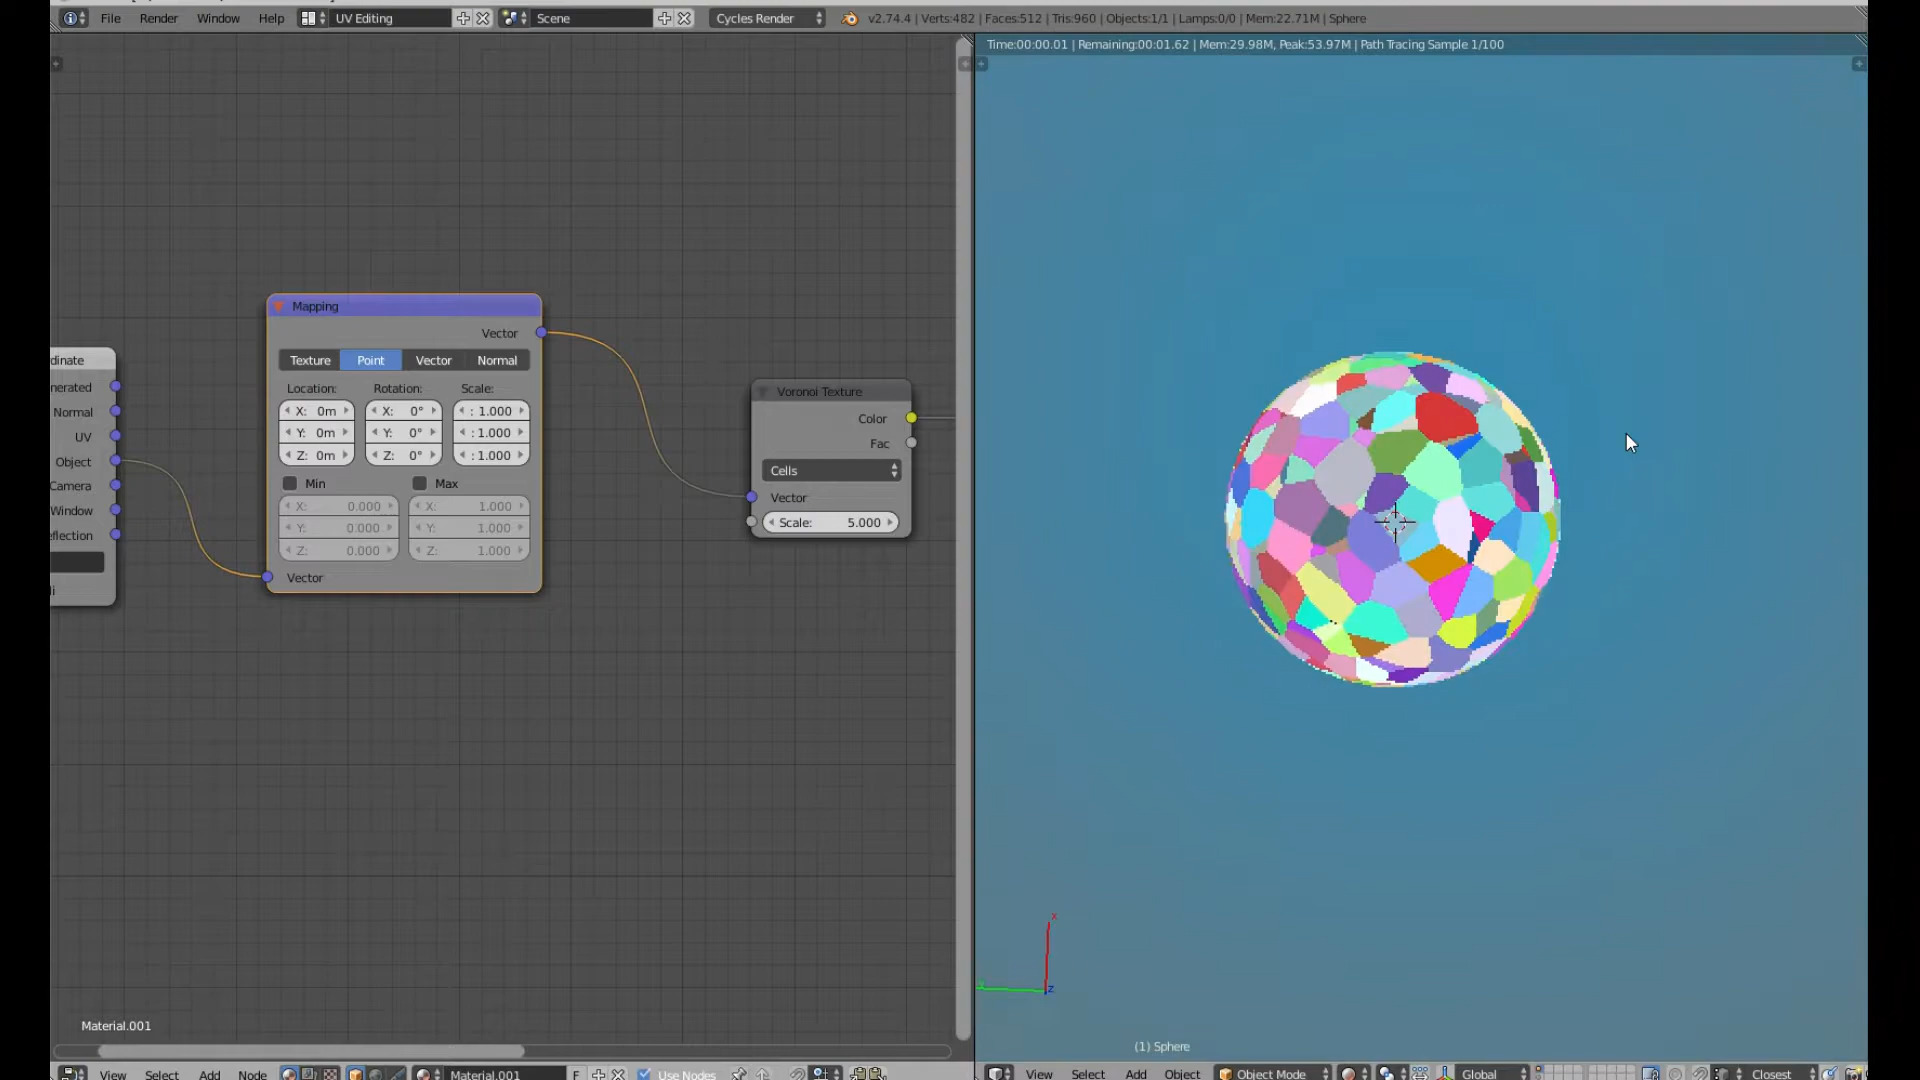 File Render Window Help UV Editing Scene Cycles Render v2.74.4 | Verts:482 | Faces:512 | Tris:960 | Objects:1/1 | Lamps:0/0 | Mem:22.71M | Sphere
Time:00:00.01 | Remaining:00:01.62 | Mem:29.98M, Peak:53.97M | Path Tracing Sample 1/100
Mapping
Vector
Texture Point Vector Normal
Location: Rotation: Scale:
X: 0m X: 0° : 1.000
Y: 0m Y: 0° : 1.000
Z: 0m Z: 0° : 1.000
Min Max
X: 0.000 X: 1.000
Y: 0.000 Y: 1.000
Z: 0.000 Z: 1.000
Vector
dinate
nerated
Normal
UV
Object
Camera
Window
eflection
Voronoi Texture
Color
Fac
Cells
Vector
Scale: 5.000
x
z
Material.001
(1) Sphere
View Select Add Node Material.001 F Use Nodes
View Select Add Object Object Mode Global Closest